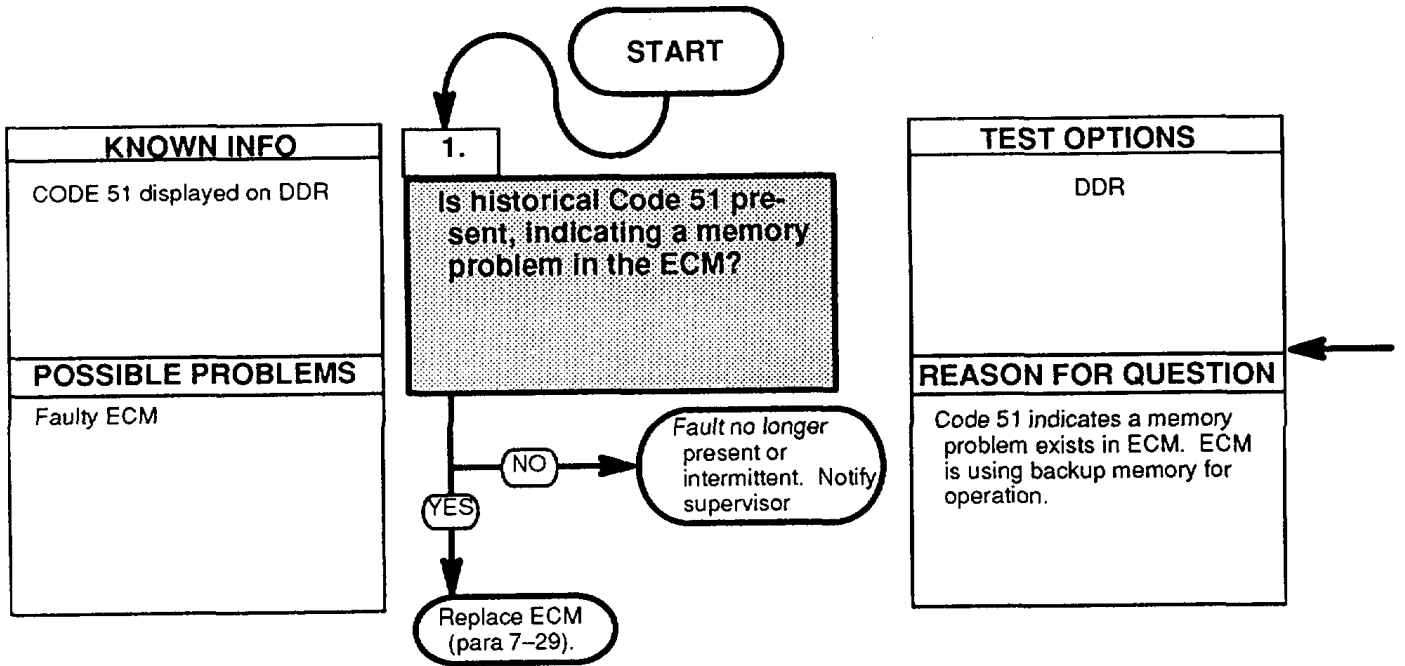 START
KNOWN INFO
CODE 51 displayed on DDR
POSSIBLE PROBLEMS
Faulty ECM
1.
Is historical Code 51 pre-
sent, indicating a memory
problem in the ECM?
NO
Fault no longer
present or
intermittent. Notify
supervisor
YES
Replace ECM
(para 7–29).
TEST OPTIONS
DDR
REASON FOR QUESTION
Code 51 indicates a memory
problem exists in ECM. ECM
is using backup memory for
operation.